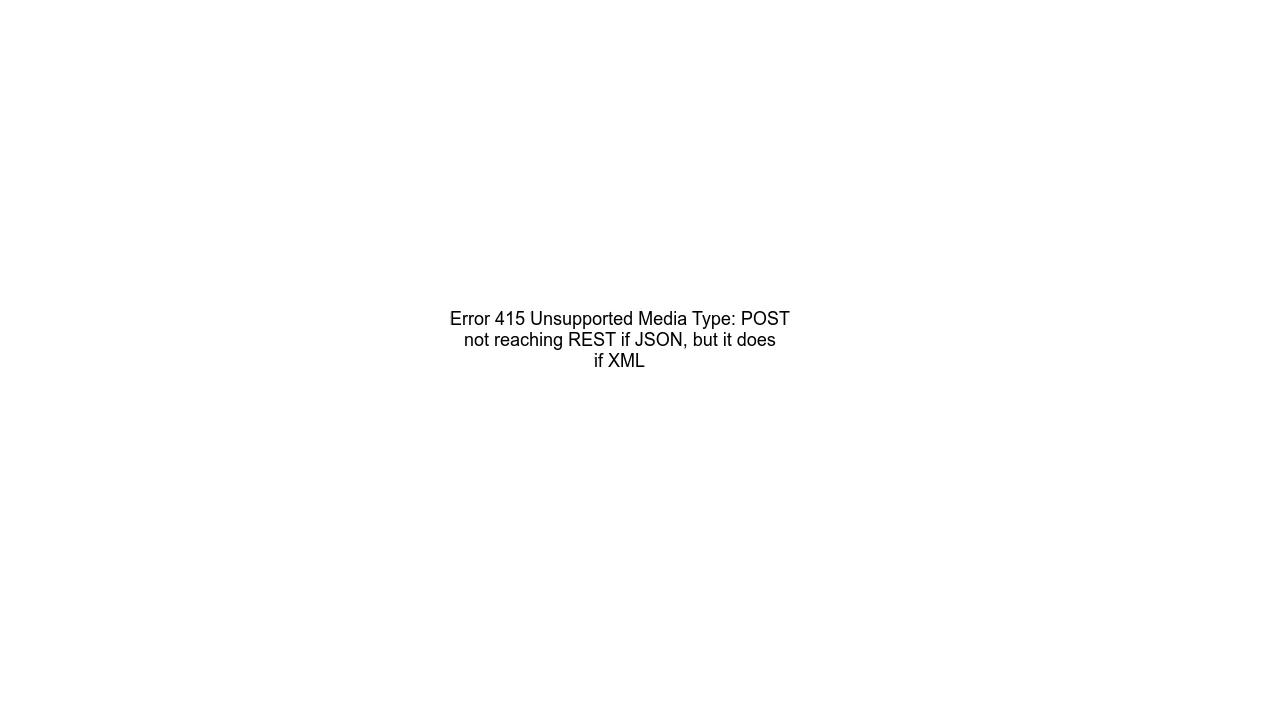 Error 415 Unsupported Media Type: POST
not reaching REST if JSON, but it does
if XML